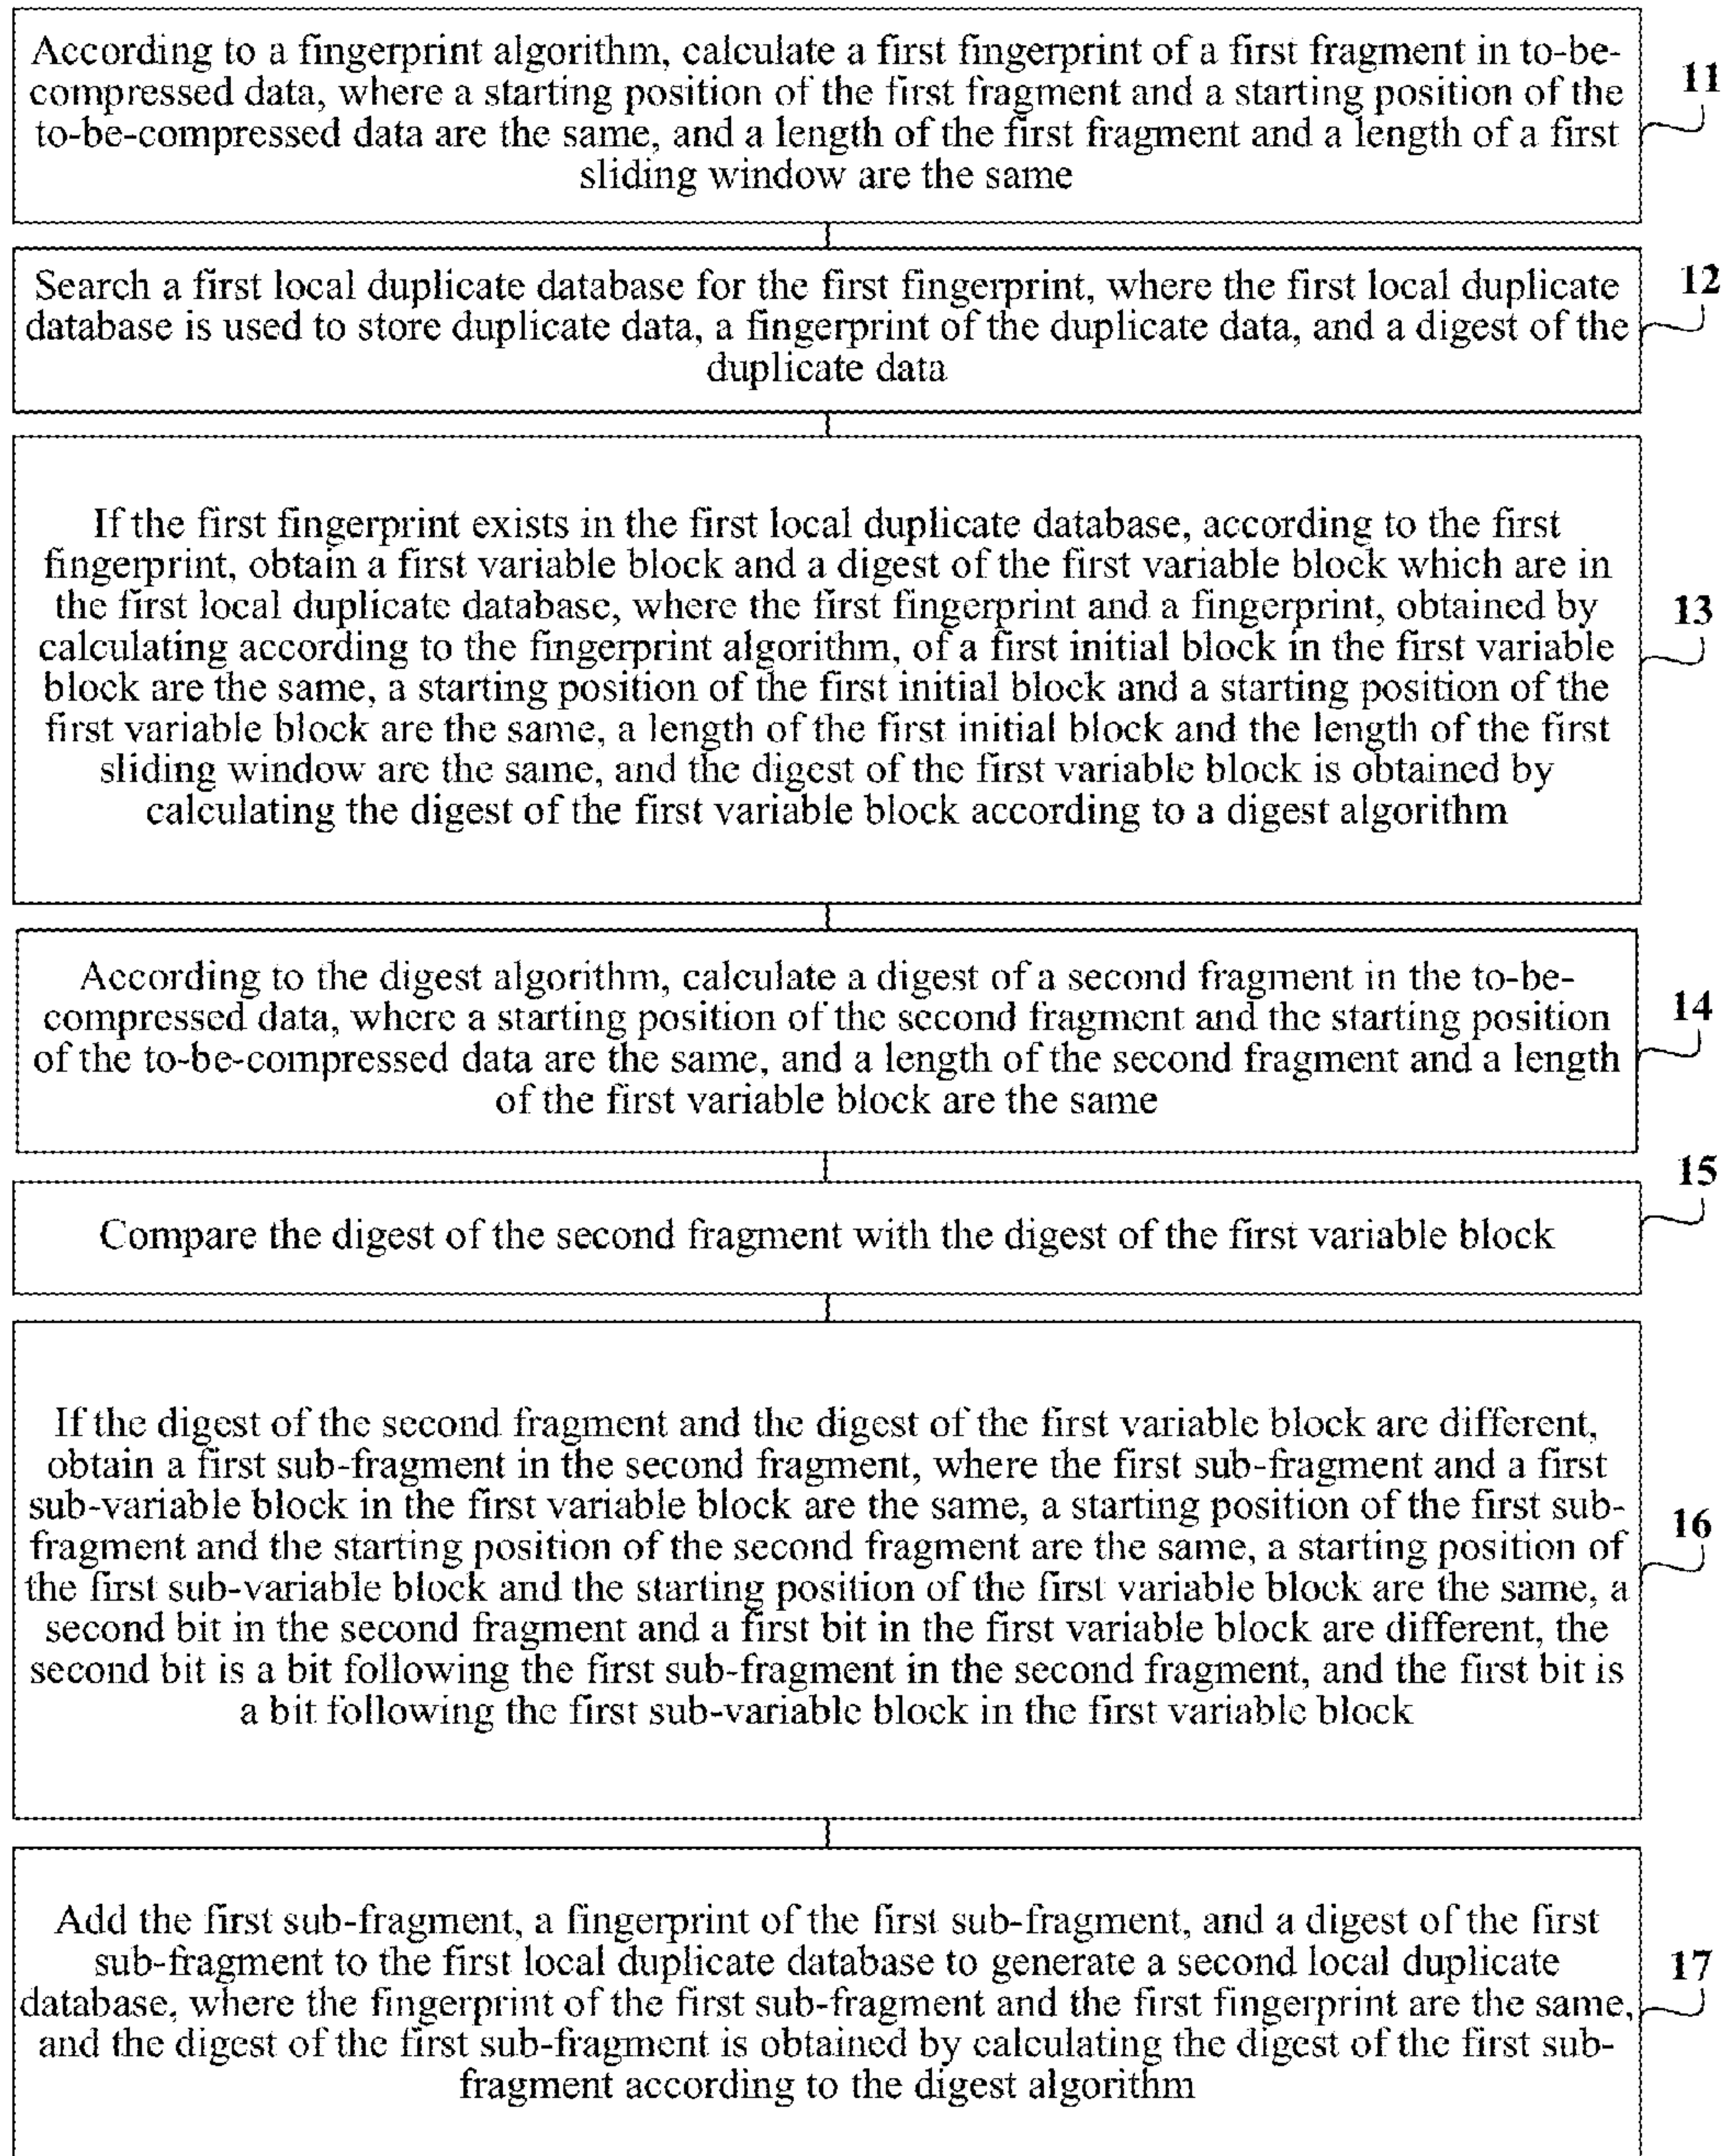 According to a fingerprint algorithm, calculate a first fingerprint of a first fragment in to-be-
compressed data, where a starting position of the first fragment and a starting position of the
to-be-compressed data are the same, and a length of the first fragment and a length of a first
sliding window are the same
11
Search a first local duplicate database for the first fingerprint, where the first local duplicate
database is used to store duplicate data, a fingerprint of the duplicate data, and a digest of the
duplicate data
12
If the first fingerprint exists in the first local duplicate database, according to the first
fingerprint, obtain a first variable block and a digest of the first variable block which are in
the first local duplicate database, where the first fingerprint and a fingerprint, obtained by
calculating according to the fingerprint algorithm, of a first initial block in the first variable
block are the same, a starting position of the first initial block and a starting position of the
first variable block are the same, a length of the first initial block and the length of the first
sliding window are the same, and the digest of the first variable block is obtained by
calculating the digest of the first variable block according to a digest algorithm
13
According to the digest algorithm, calculate a digest of a second fragment in the to-be-
compressed data, where a starting position of the second fragment and the starting position
of the to-be-compressed data are the same, and a length of the second fragment and a length
of the first variable block are the same
14
Compare the digest of the second fragment with the digest of the first variable block
15
If the digest of the second fragment and the digest of the first variable block are different,
obtain a first sub-fragment in the second fragment, where the first sub-fragment and a first
sub-variable block in the first variable block are the same, a starting position of the first sub-
fragment and the starting position of the second fragment are the same, a starting position of
the first sub-variable block and the starting position of the first variable block are the same, a
second bit in the second fragment and a first bit in the first variable block are different, the
second bit is a bit following the first sub-fragment in the second fragment, and the first bit is
a bit following the first sub-variable block in the first variable block
16
Add the first sub-fragment, a fingerprint of the first sub-fragment, and a digest of the first
sub-fragment to the first local duplicate database to generate a second local duplicate
database, where the fingerprint of the first sub-fragment and the first fingerprint are the same,
and the digest of the first sub-fragment is obtained by calculating the digest of the first sub-
fragment according to the digest algorithm
17